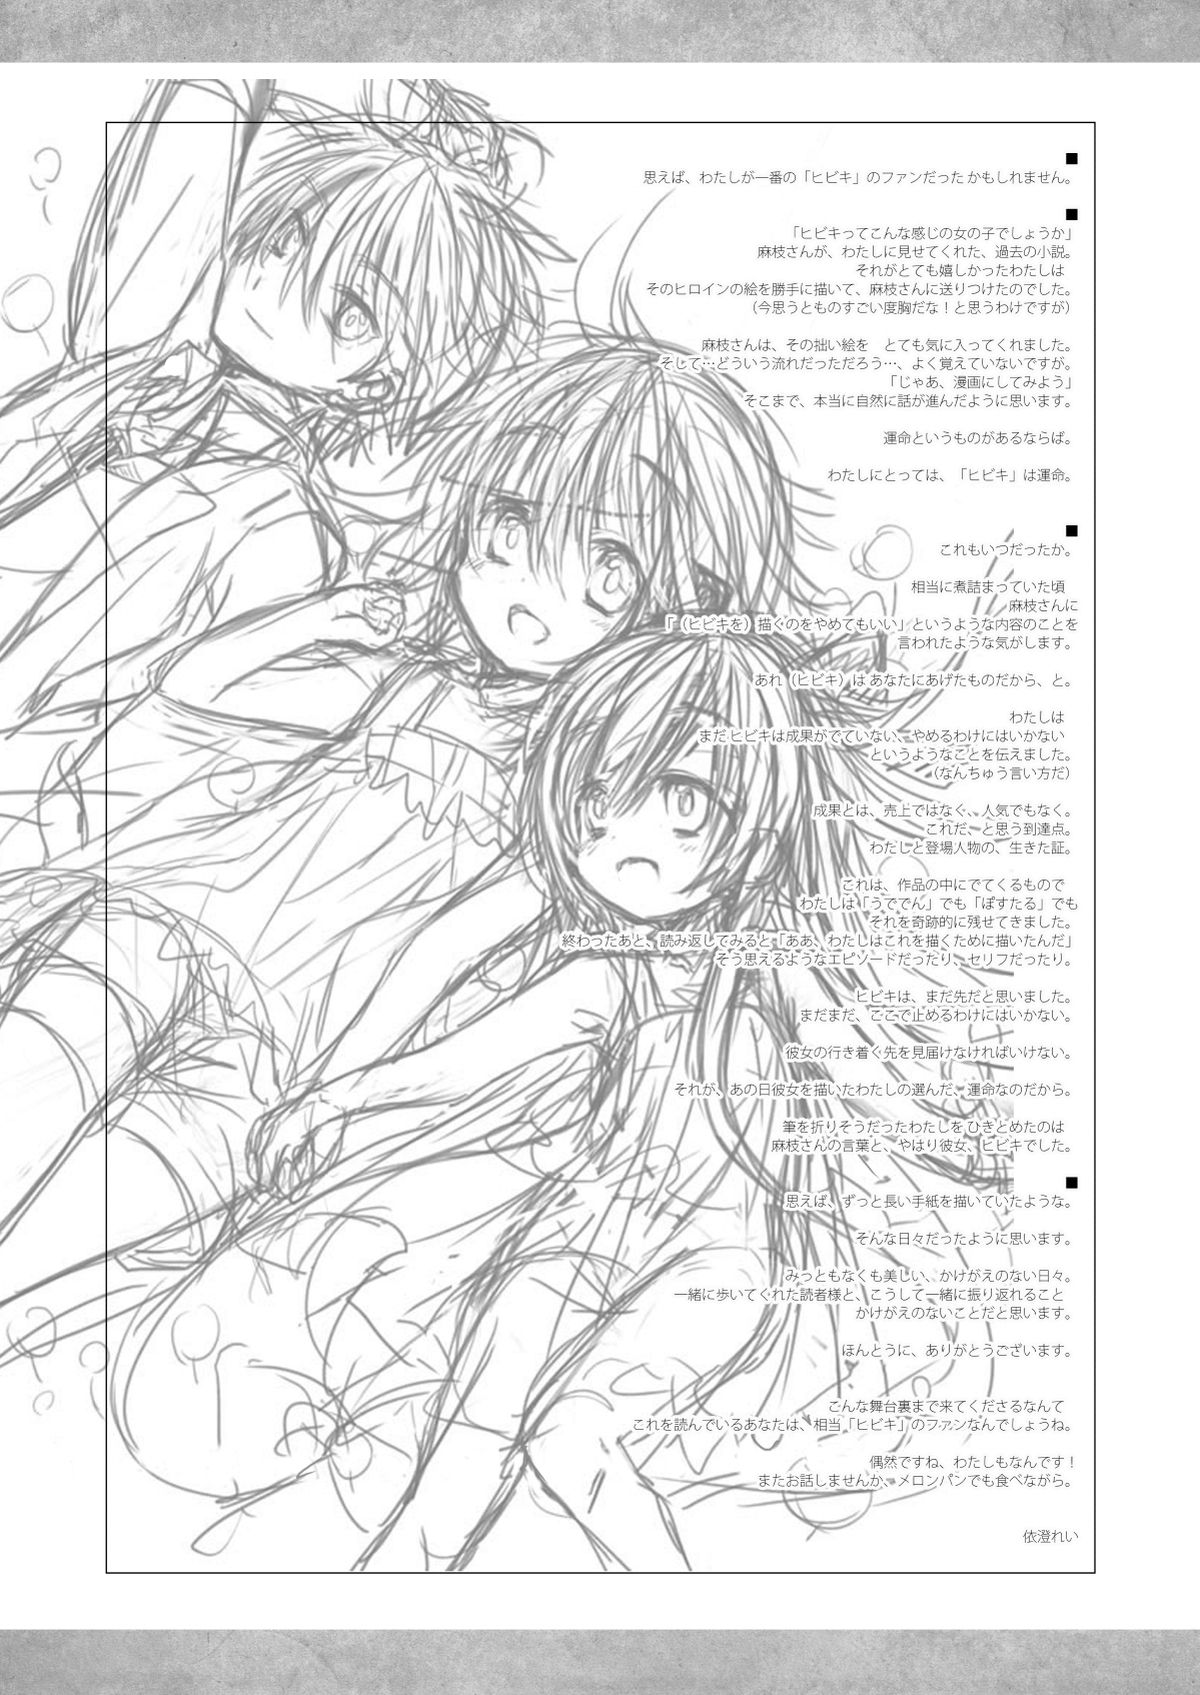 ■
思えば、わたしが一番の「ヒビキ」のファンだった かもしれません。
■
「ヒビキってこんな感じの女の子でしょうか」
麻枝さんが、わたしに見せてくれた、過去の小説。
それがとても嬉しかったわたしは
そのヒロインの絵を勝手に描いて、麻枝さんに送りつけたのでした。
（今思うとものすごい度胸だな！と思うわけですが）
麻枝さんは、その拙い絵を　とても気に入ってくれました。
そして…どういう流れだっただろう…、よく覚えていないですが。
「じゃあ、漫画にしてみよう」
そこまで、本当に自然に話が進んだように思います。
運命というものがあるならば。
わたしにとっては、「ヒビキ」は運命。
■
これもいつだったか。
相当に煮詰まっていた頃
麻枝さんに
「（ヒビキを）描くのをやめてもいい」というような内容のことを
言われたような気がします。
あれ（ヒビキ）は あなたにあげたものだから、と。
わたしは
まだ ヒビキは成果がでていない、やめるわけにはいかない
というようなことを伝えました。
（なんちゅう言い方だ）
成果とは、売上ではなく、人気でもなく。
これだ、と思う到達点。
わたしと登場人物の、生きた証。
これは、作品の中にでてくるもので
わたしは「うででん」でも「ぽすたる」でも
それを奇跡的に残せてきました。
終わったあと、読み返してみると「ああ、わたしはこれを描くために描いたんだ」
そう思えるようなエピソードだったり、セリフだったり。
ヒビキは、まだ先だと思いました。
まだまだ、ここで止めるわけにはいかない。
彼女の行き着く先を見届けなければいけない。
それが、あの日彼女を描いたわたしの選んだ、運命なのだから。
筆を折りそうだったわたしを ひきとめたのは
麻枝さんの言葉と、やはり彼女、ヒビキでした。
■
思えば、ずっと長い手紙を描いていたような。
そんな日々だったように思います。
みっともなくも美しい、かけがえのない日々。
一緒に歩いてくれた読者様と、こうして一緒に振り返れること
かけがえのないことだと思います。
ほんとうに、ありがとうございます。
こんな舞台裏まで来てくださるなんて
これを読んでいるあなたは、相当「ヒビキ」のファンなんでしょうね。
偶然ですね、わたしもなんです！
またお話しませんか、メロンパンでも食べながら。
依澄れい